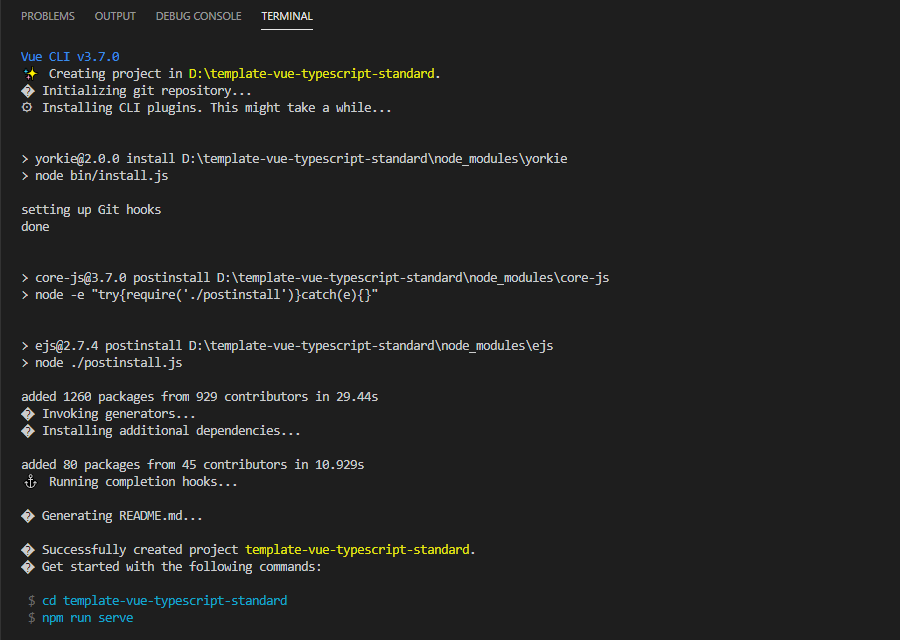 PROBLEMS OUTPUT DEBUG CONSOLE TERMINAL
Vue CLI v3.7.0
✨ Creating project in D:\template-vue-typescript-standard.
� Initializing git repository...
⚙ Installing CLI plugins. This might take a while...
> yorkie@2.0.0 install D:\template-vue-typescript-standard\node_modules\yorkie
> node bin/install.js
setting up Git hooks
done
> core-js@3.7.0 postinstall D:\template-vue-typescript-standard\node_modules\core-js
> node -e "try{require('./postinstall')}catch(e){}"
> ejs@2.7.4 postinstall D:\template-vue-typescript-standard\node_modules\ejs
> node ./postinstall.js
added 1260 packages from 929 contributors in 29.44s
� Invoking generators...
� Installing additional dependencies...
added 80 packages from 45 contributors in 10.929s
⚓ Running completion hooks...
� Generating README.md...
� Successfully created project template-vue-typescript-standard.
� Get started with the following commands:
$ cd template-vue-typescript-standard
$ npm run serve